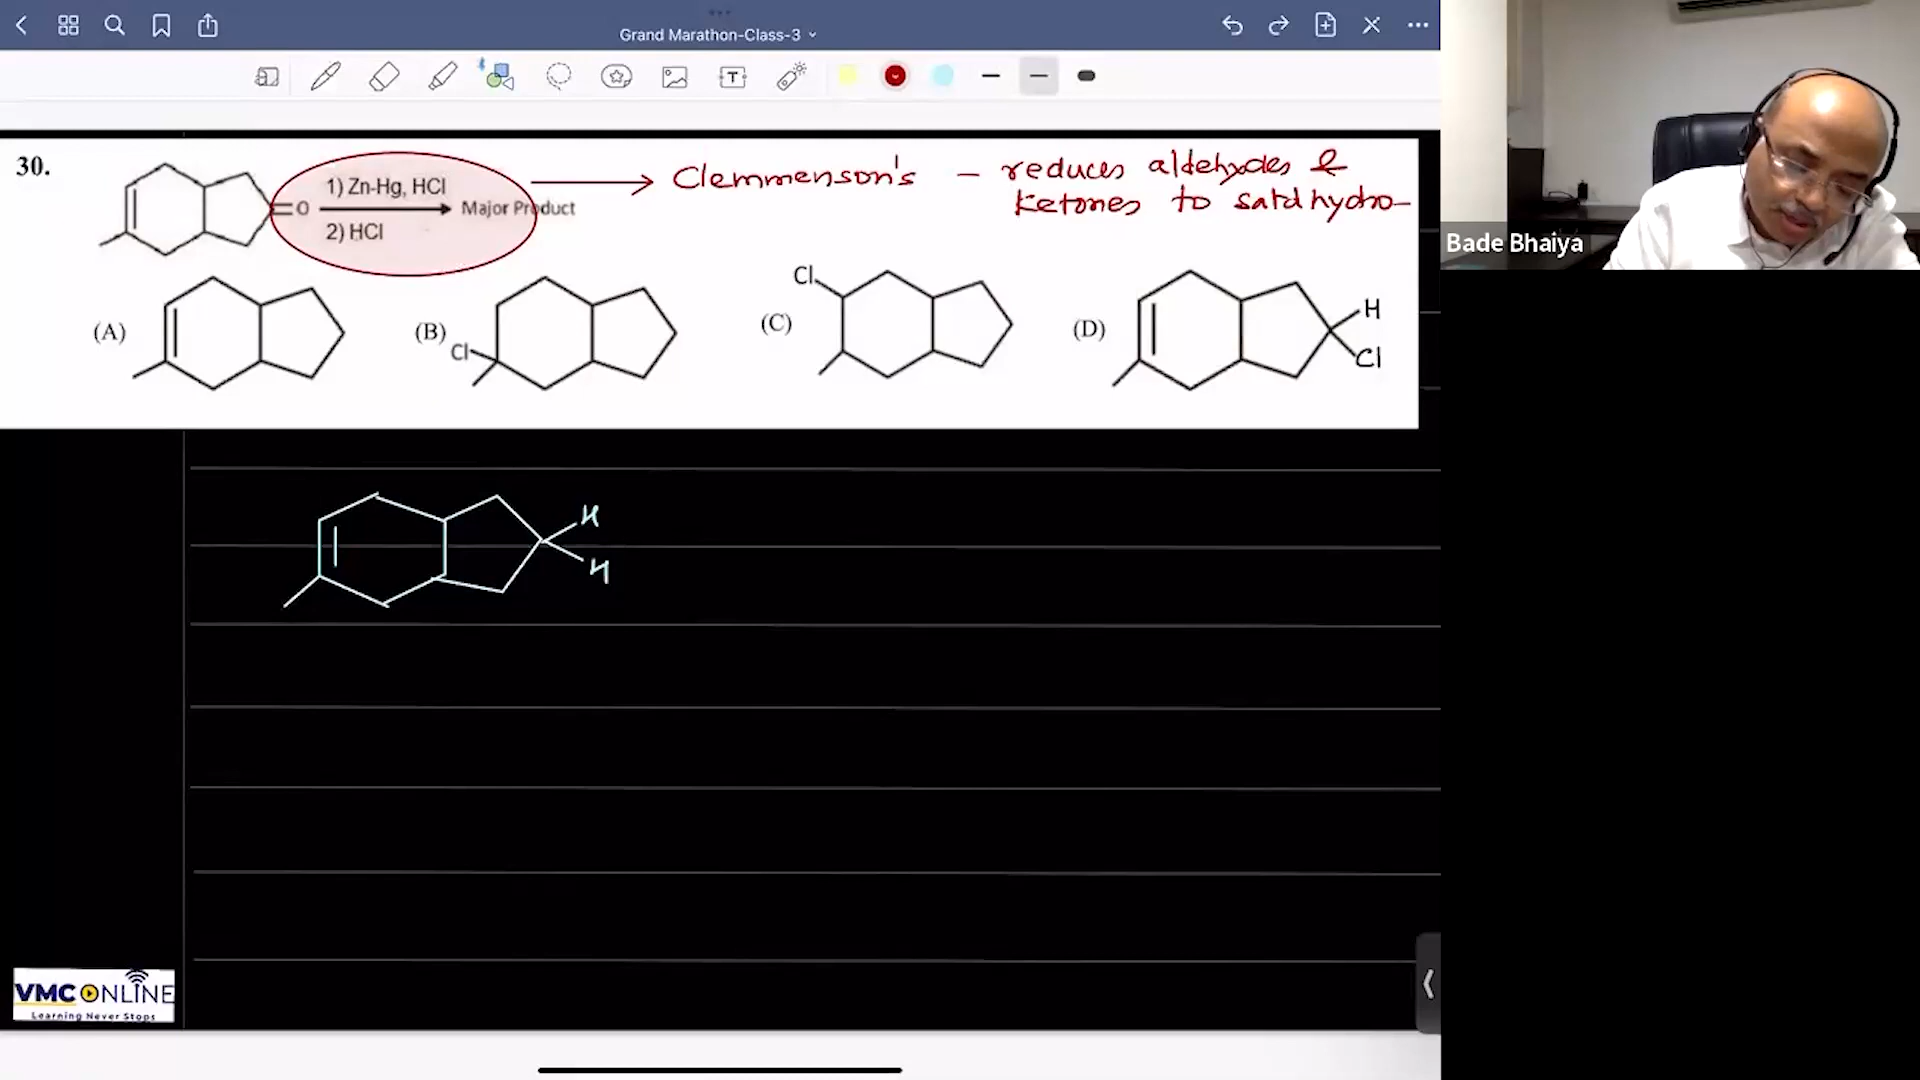 Grand Marathon-Class-3
30.
1) Zn-Hg, HCl
=O
Major Product
2) HCl
Clemmenson's - reduces aldehydes &
ketones to satd hydro-
(A)
(B)
Cl
(C)
Cl
(D)
H
Cl
H
H
Bade Bhaiya
VMC ONLINE
Learning Never Stops